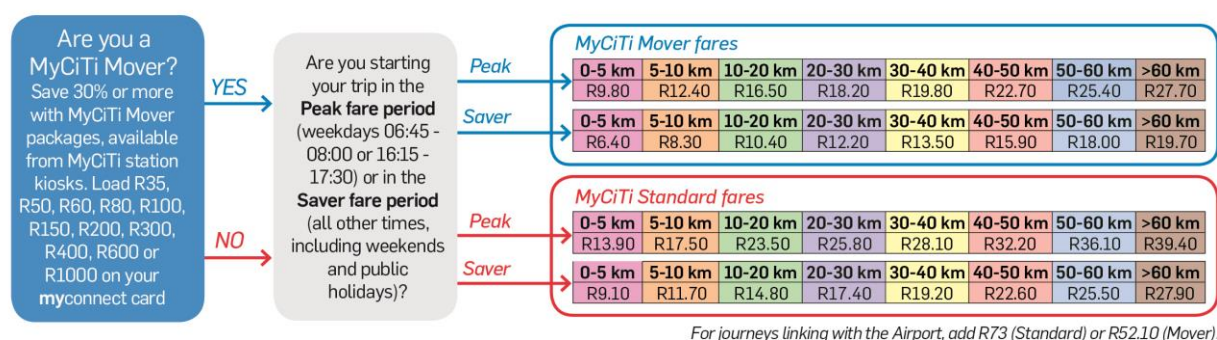 Are you a
MyCiTi Mover?
Save 30% or more
with MyCiTi Mover
packages, available
from MyCiTi station
kiosks. Load R35,
R50, R60, R80, R100,
R150, R200, R300,
R400, R600 or
R1000 on your
myconnect card
YES
NO
Are you starting
your trip in the
Peak fare period
(weekdays 06:45 -
08:00 or 16:15 -
17:30) or in the
Saver fare period
(all other times,
including weekends
and public
holidays)?
Peak
Saver
MyCiTi Mover fares
0-5 km 5-10 km 10-20 km 20-30 km 30-40 km 40-50 km 50-60 km >60 km
R9.80 R12.40 R16.50 R18.20 R19.80 R22.70 R25.40 R27.70
0-5 km 5-10 km 10-20 km 20-30 km 30-40 km 40-50 km 50-60 km >60 km
R6.40 R8.30 R10.40 R12.20 R13.50 R15.90 R18.00 R19.70
Peak
Saver
MyCiTi Standard fares
0-5 km 5-10 km 10-20 km 20-30 km 30-40 km 40-50 km 50-60 km >60 km
R13.90 R17.50 R23.50 R25.80 R28.10 R32.20 R36.10 R39.40
0-5 km 5-10 km 10-20 km 20-30 km 30-40 km 40-50 km 50-60 km >60 km
R9.10 R11.70 R14.80 R17.40 R19.20 R22.60 R25.50 R27.90
For journeys linking with the Airport, add R73 (Standard) or R52.10 (Mover)